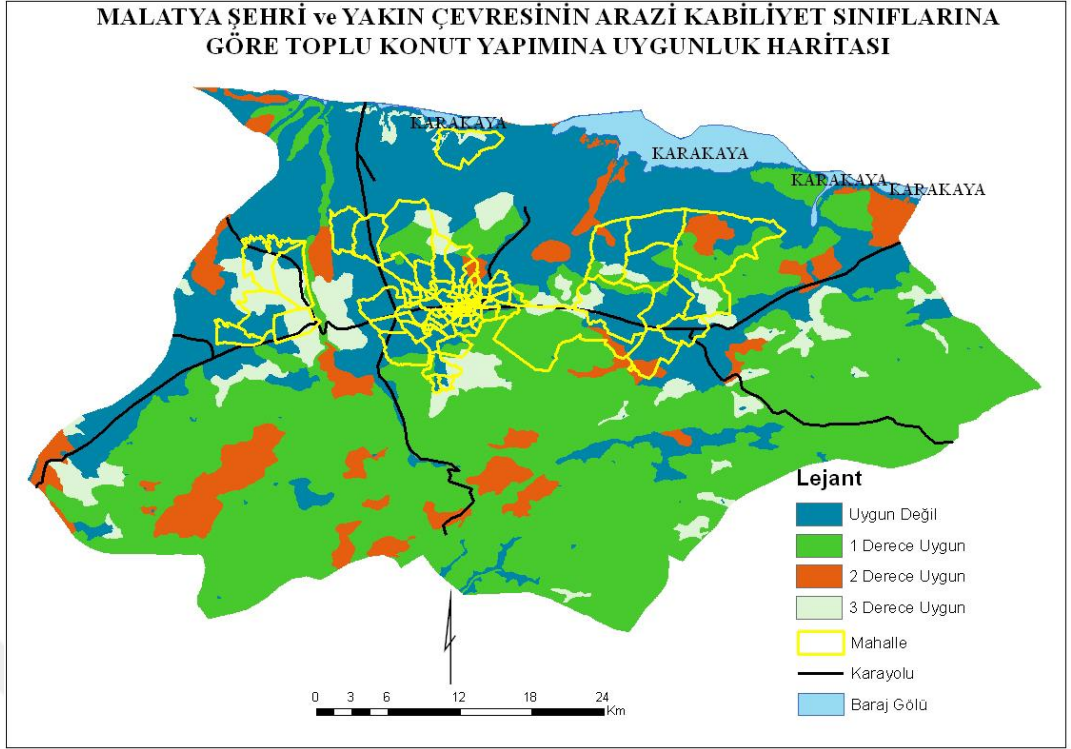 MALATYA ŞEHRİ ve YAKIN ÇEVRESİNİN ARAZİ KABİLİYET SINIFLARINA
GÖRE TOPLU KONUT YAPIMINA UYGUNLUK HARİTASI
KARAKAYA
KARAKAYA
KARAKAYA
KARAKAYA
Lejant
Uygun Değil
1 Derece Uygun
2 Derece Uygun
3 Derece Uygun
Mahalle
Karayolu
Baraj Gölü
0 3 6 12 18 24
Km